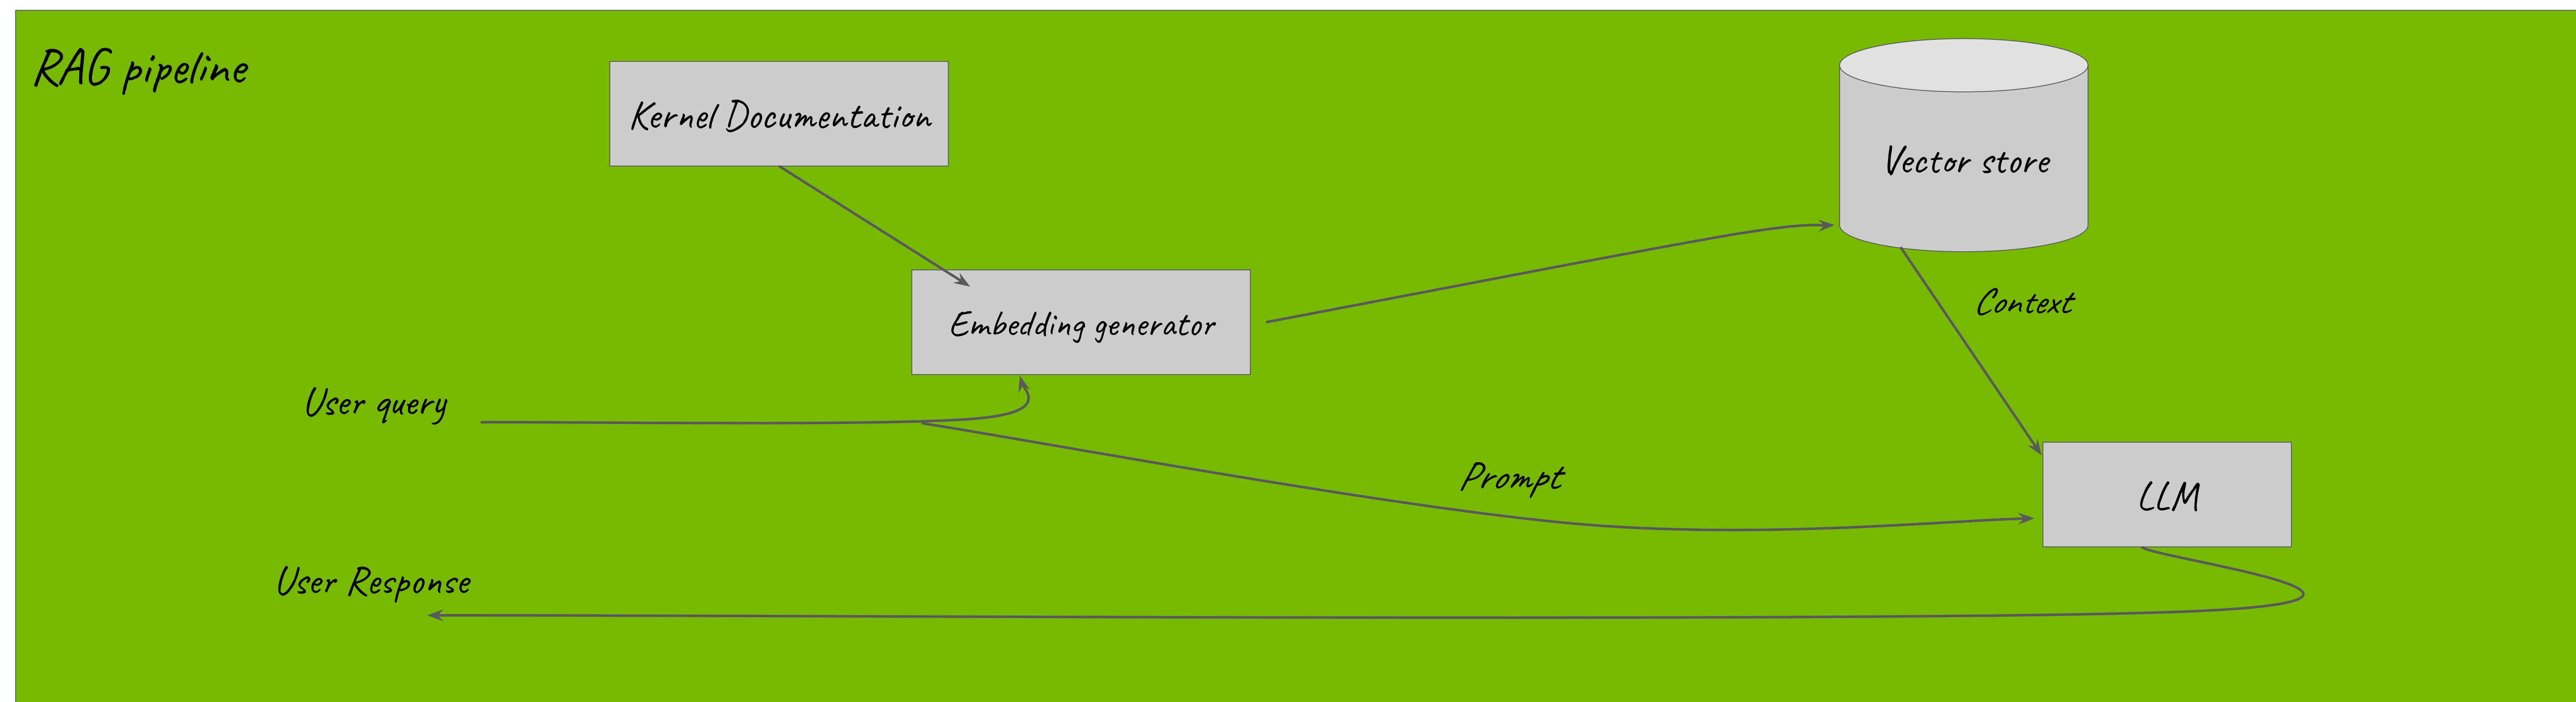 RAG pipeline
Kernel Documentation
Vector store
Embedding generator
Context
User query
Prompt
LLM
User Response